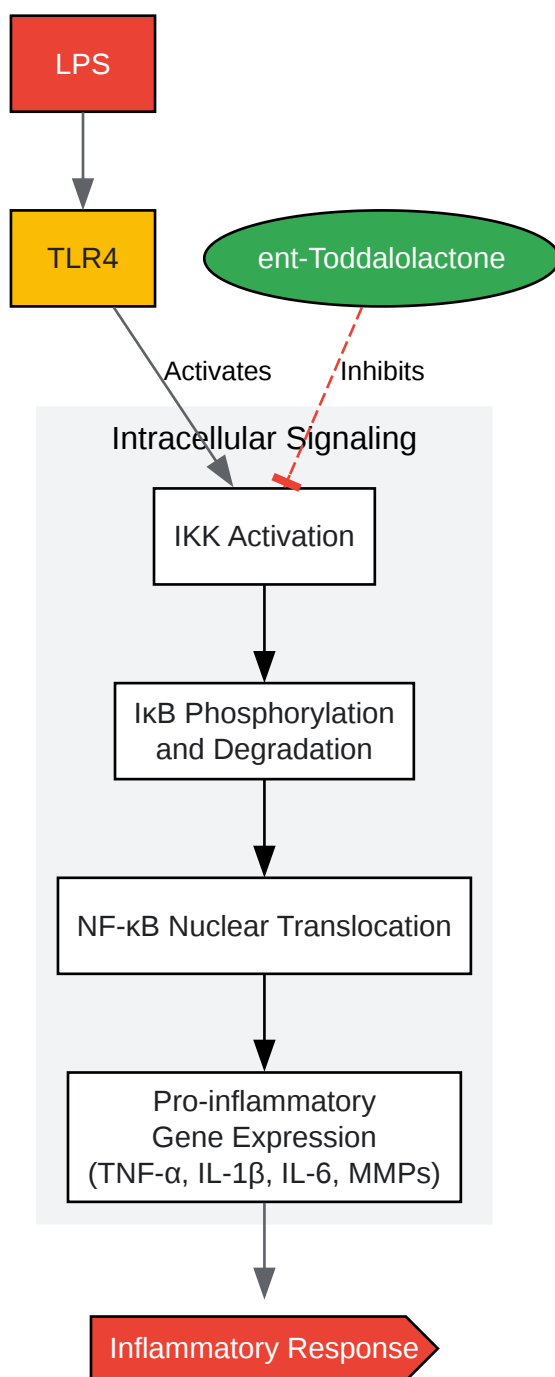 LPS
TLR4
ent-Toddalolactone
Activates
Inhibits
Intracellular Signaling
IKK Activation
IκB Phosphorylation
and Degradation
NF-κB Nuclear Translocation
Pro-inflammatory
Gene Expression
(TNF-α, IL-1β, IL-6, MMPs)
Inflammatory Response